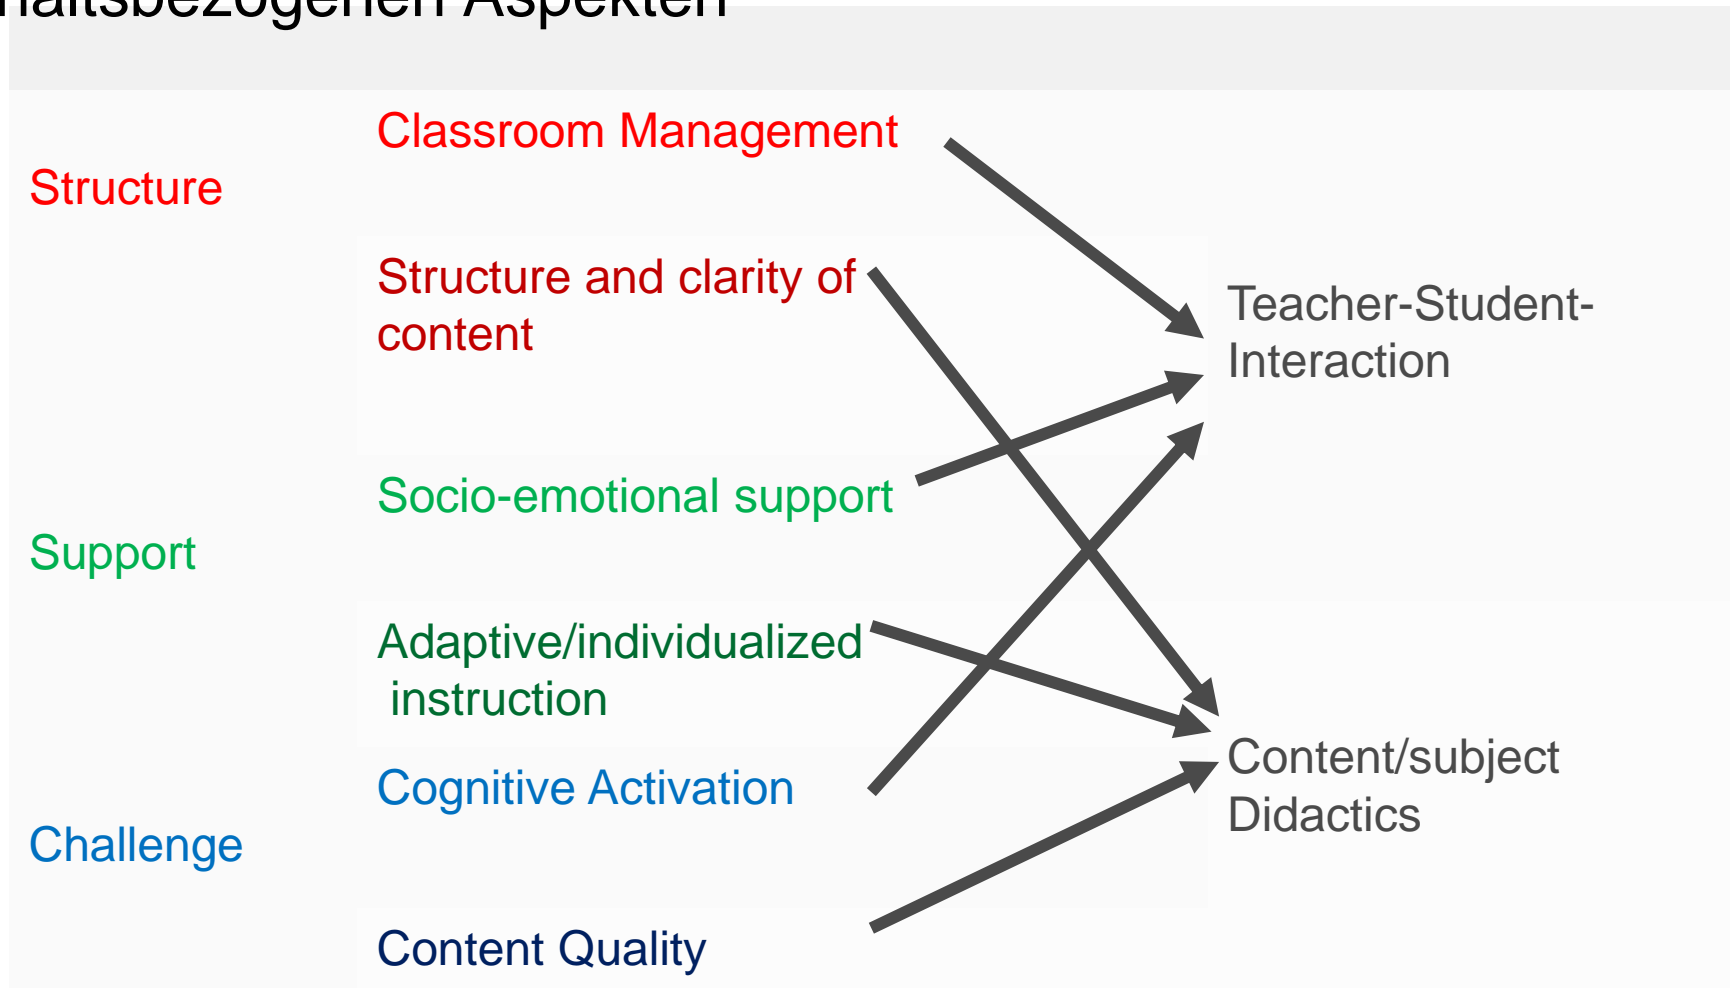 Aspekten
Classroom Management
Structure
Structure and clarity of
content
Teacher-Student-
Interaction
Socio-emotional support
Support
Adaptive/individualized
instruction
Cognitive Activation
Content/subject
Didactics
Challenge
Content Quality